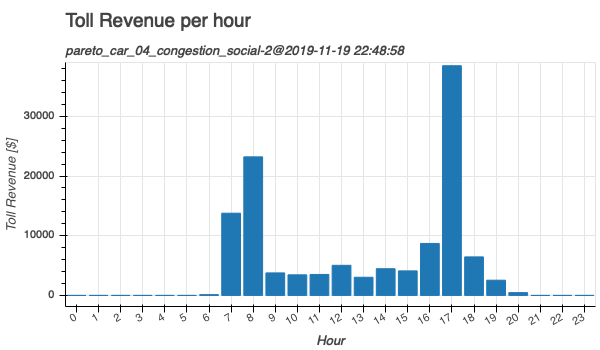 Toll Revenue per hour
pareto_car_04_congestion_social-2@2019-11-19 22:48:58
Toll Revenue [$]
30000
20000
10000
0
0 1 2 3 4 5 6 7 8 9 10 11 12 13 14 15 16 17 18 19 20 21 22 23
Hour